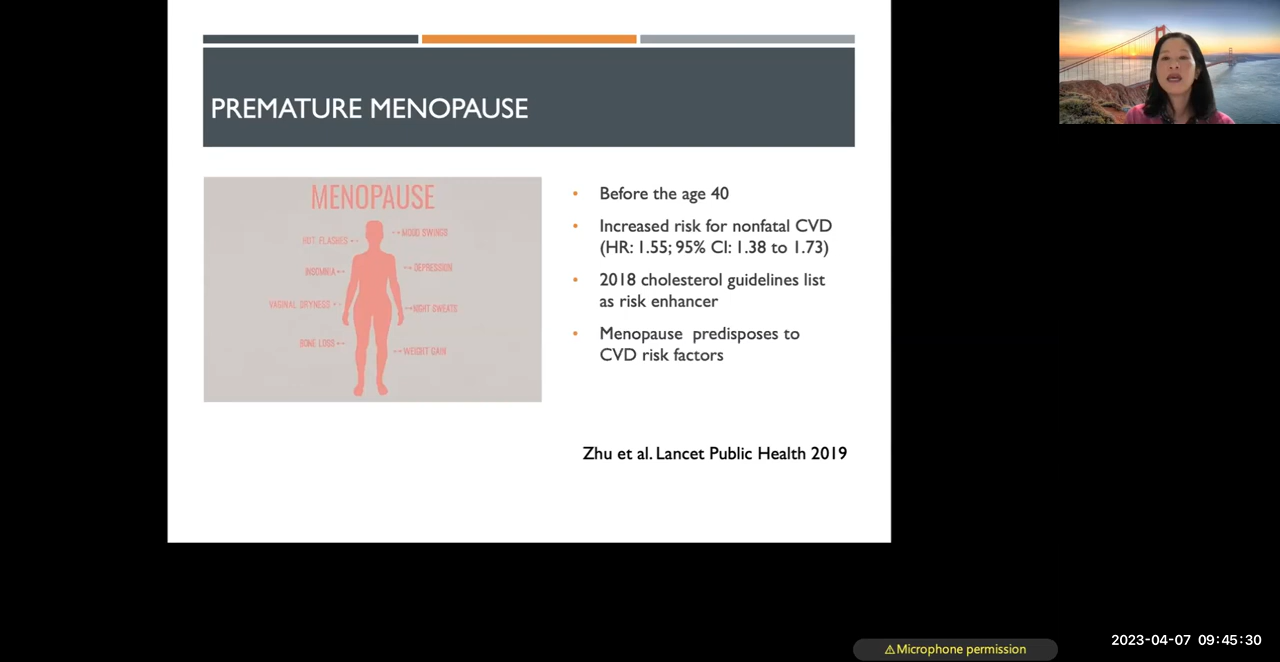 PREMATURE MENOPAUSE
MENOPAUSE
HOT FLASHES
INSOMNIA
VAGINAL DRYNESS
BONE LOSS
MOOD SWINGS
DEPRESSION
NIGHT SWEATS
WEIGHT GAIN
• Before the age 40
• Increased risk for nonfatal CVD
(HR: 1.55; 95% CI: 1.38 to 1.73)
• 2018 cholesterol guidelines list
as risk enhancer
• Menopause predisposes to
CVD risk factors
Zhu et al. Lancet Public Health 2019
⚠Microphone permission
2023-04-07 09:45:30